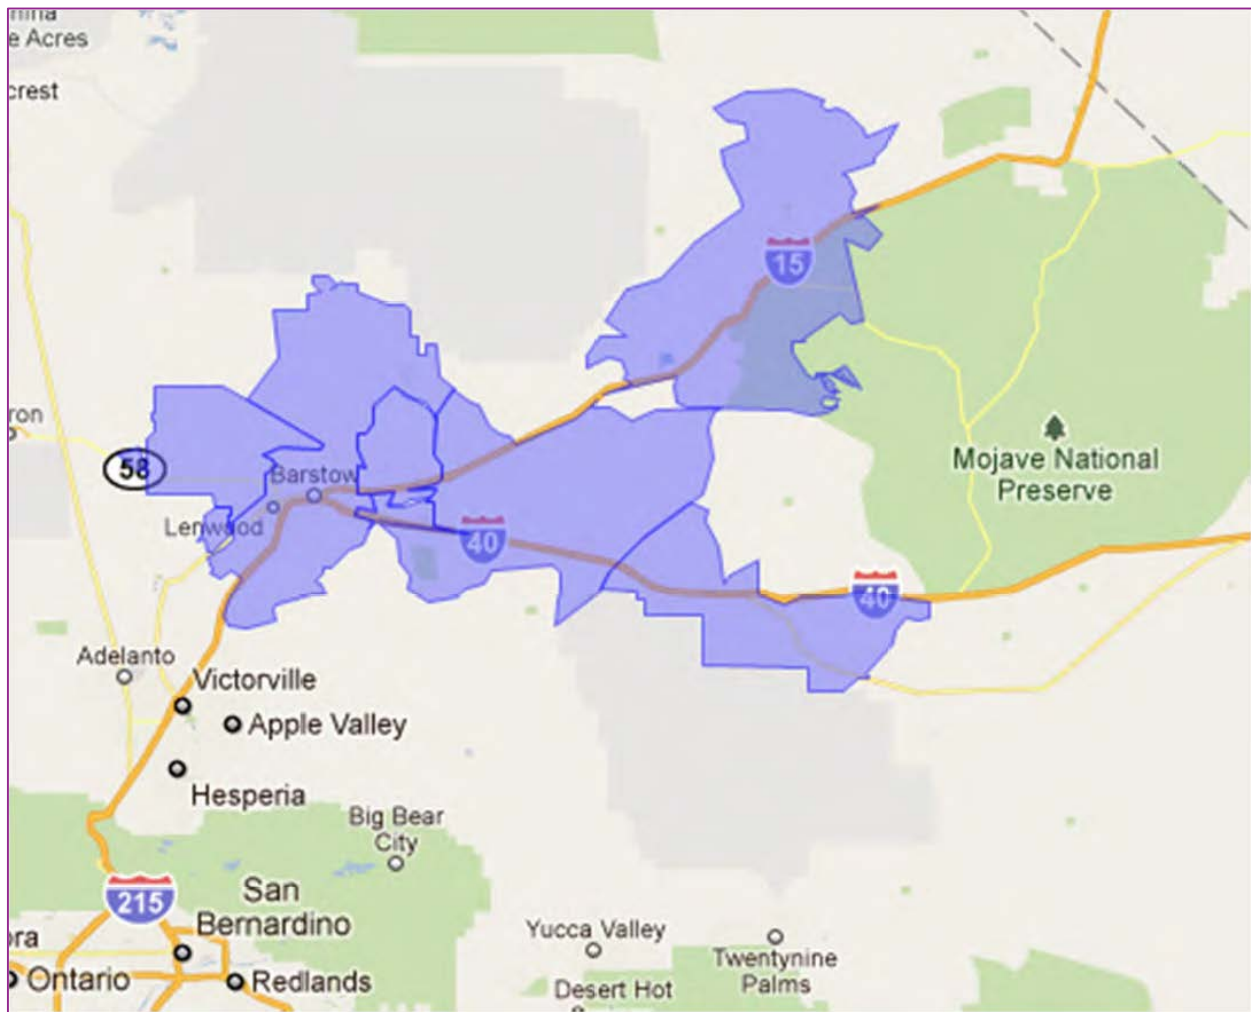 e Acres
crest
15
ron
58
Barstow
Lenwood
40
Mojave National
Preserve
40
Adelanto
Victorville
Apple Valley
Hesperia
Big Bear
City
215
San
Bernardino
ora
Ontario
Redlands
Yucca Valley
Twentynine
Palms
Desert Hot